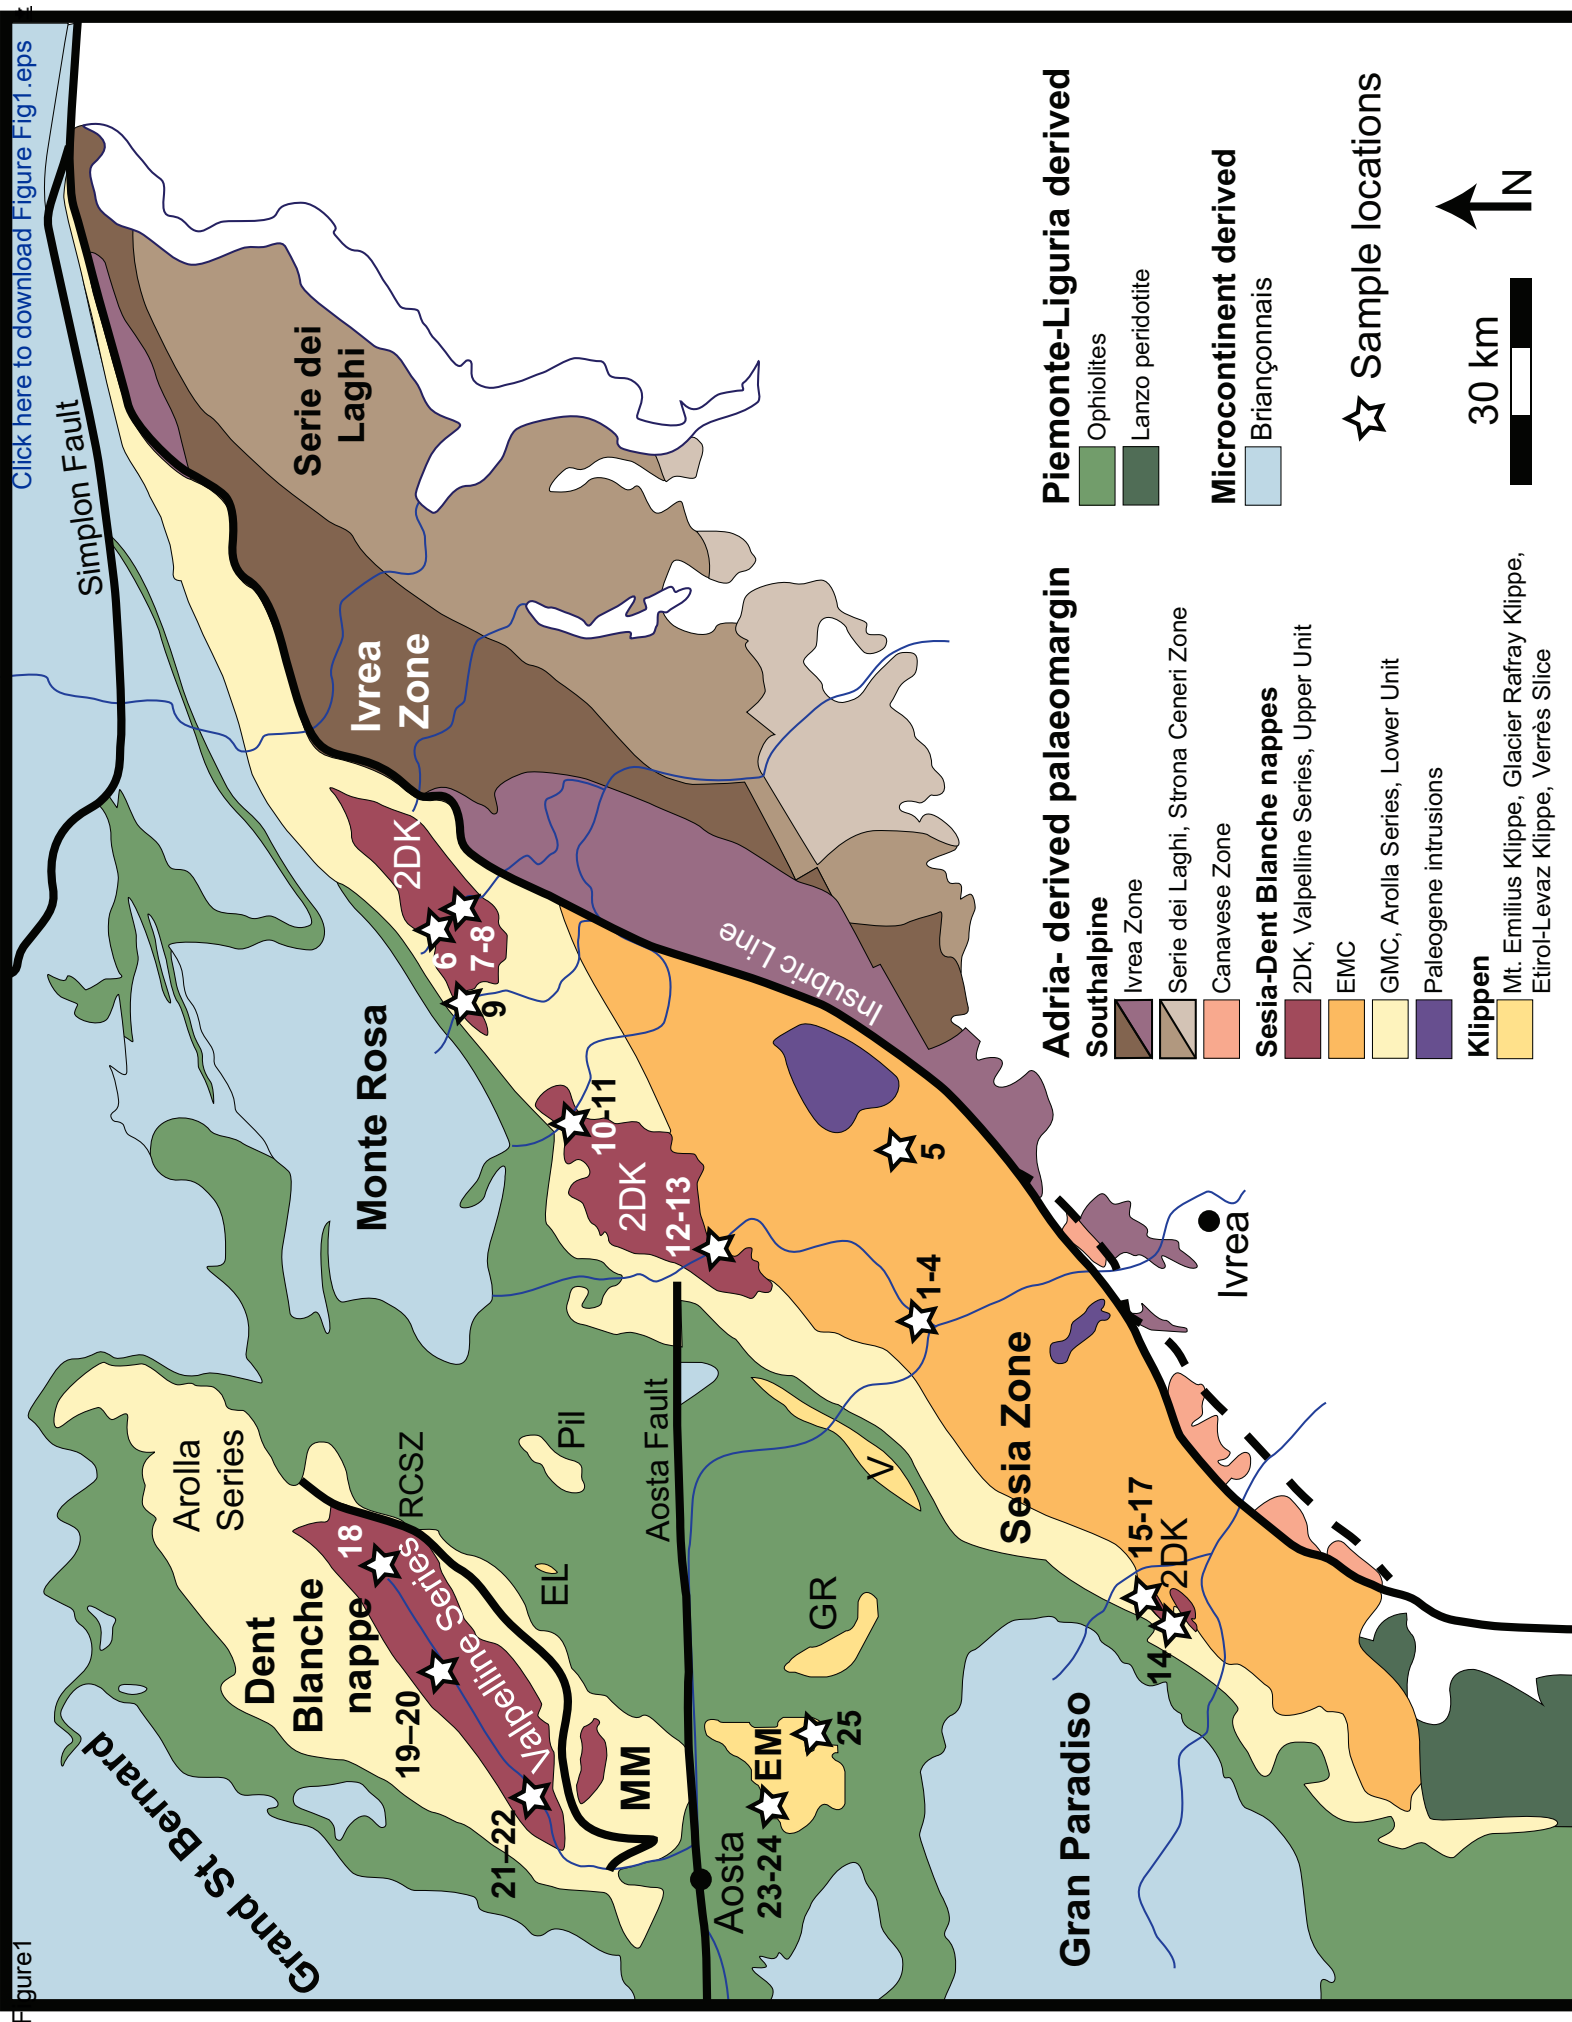 Figure1
Click here to download Figure Fig1.eps
Grand St Bernard
Arolla
Series
Dent
Blanche
nappe
18
19–20
21–22
Valpelline Series
RCSZ
MM
EL
Pil
Aosta Fault
Aosta
EM
23-24
25
GR
V
Gran Paradiso
Monte Rosa
Simplon Fault
2DK
6
7-8
9
10-11
2DK
12-13
1-4
5
Sesia Zone
15-17
2DK
14
Insubric Line
Ivrea
Zone
Serie dei
Laghi
Ivrea
Adria- derived palaeomargin
Southalpine
Ivrea Zone
Serie dei Laghi, Strona Ceneri Zone
Canavese Zone
Sesia-Dent Blanche nappes
2DK, Valpelline Series, Upper Unit
EMC
GMC, Arolla Series, Lower Unit
Paleogene intrusions
Klippen
Mt. Emilius Klippe, Glacier Rafray Klippe,
Etirol-Levaz Klippe, Verrès Slice
Piemonte-Liguria derived
Ophiolites
Lanzo peridotite
Microcontinent derived
Briançonnais
Sample locations
30 km
N